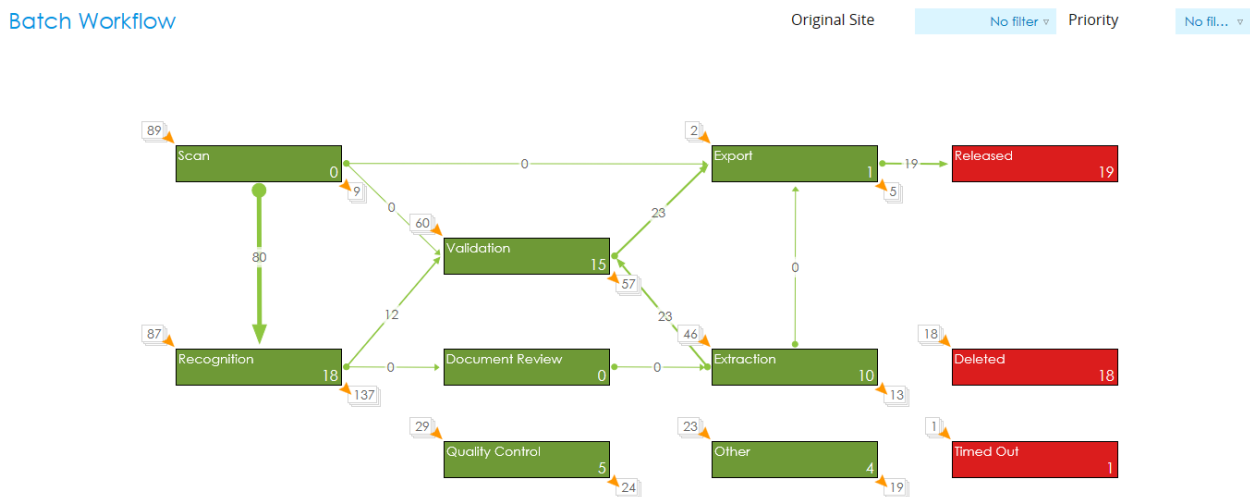 Batch Workflow
Original Site
No filter
Priority
No fil...
89
Scan
0
9
0
2
Export
1
5
19
Released
19
0
60
Validation
15
57
23
80
12
23
0
87
Recognition
18
137
0
Document Review
0
0
46
Extraction
10
13
18
Deleted
18
29
Quality Control
5
24
23
Other
4
19
1
Timed Out
1